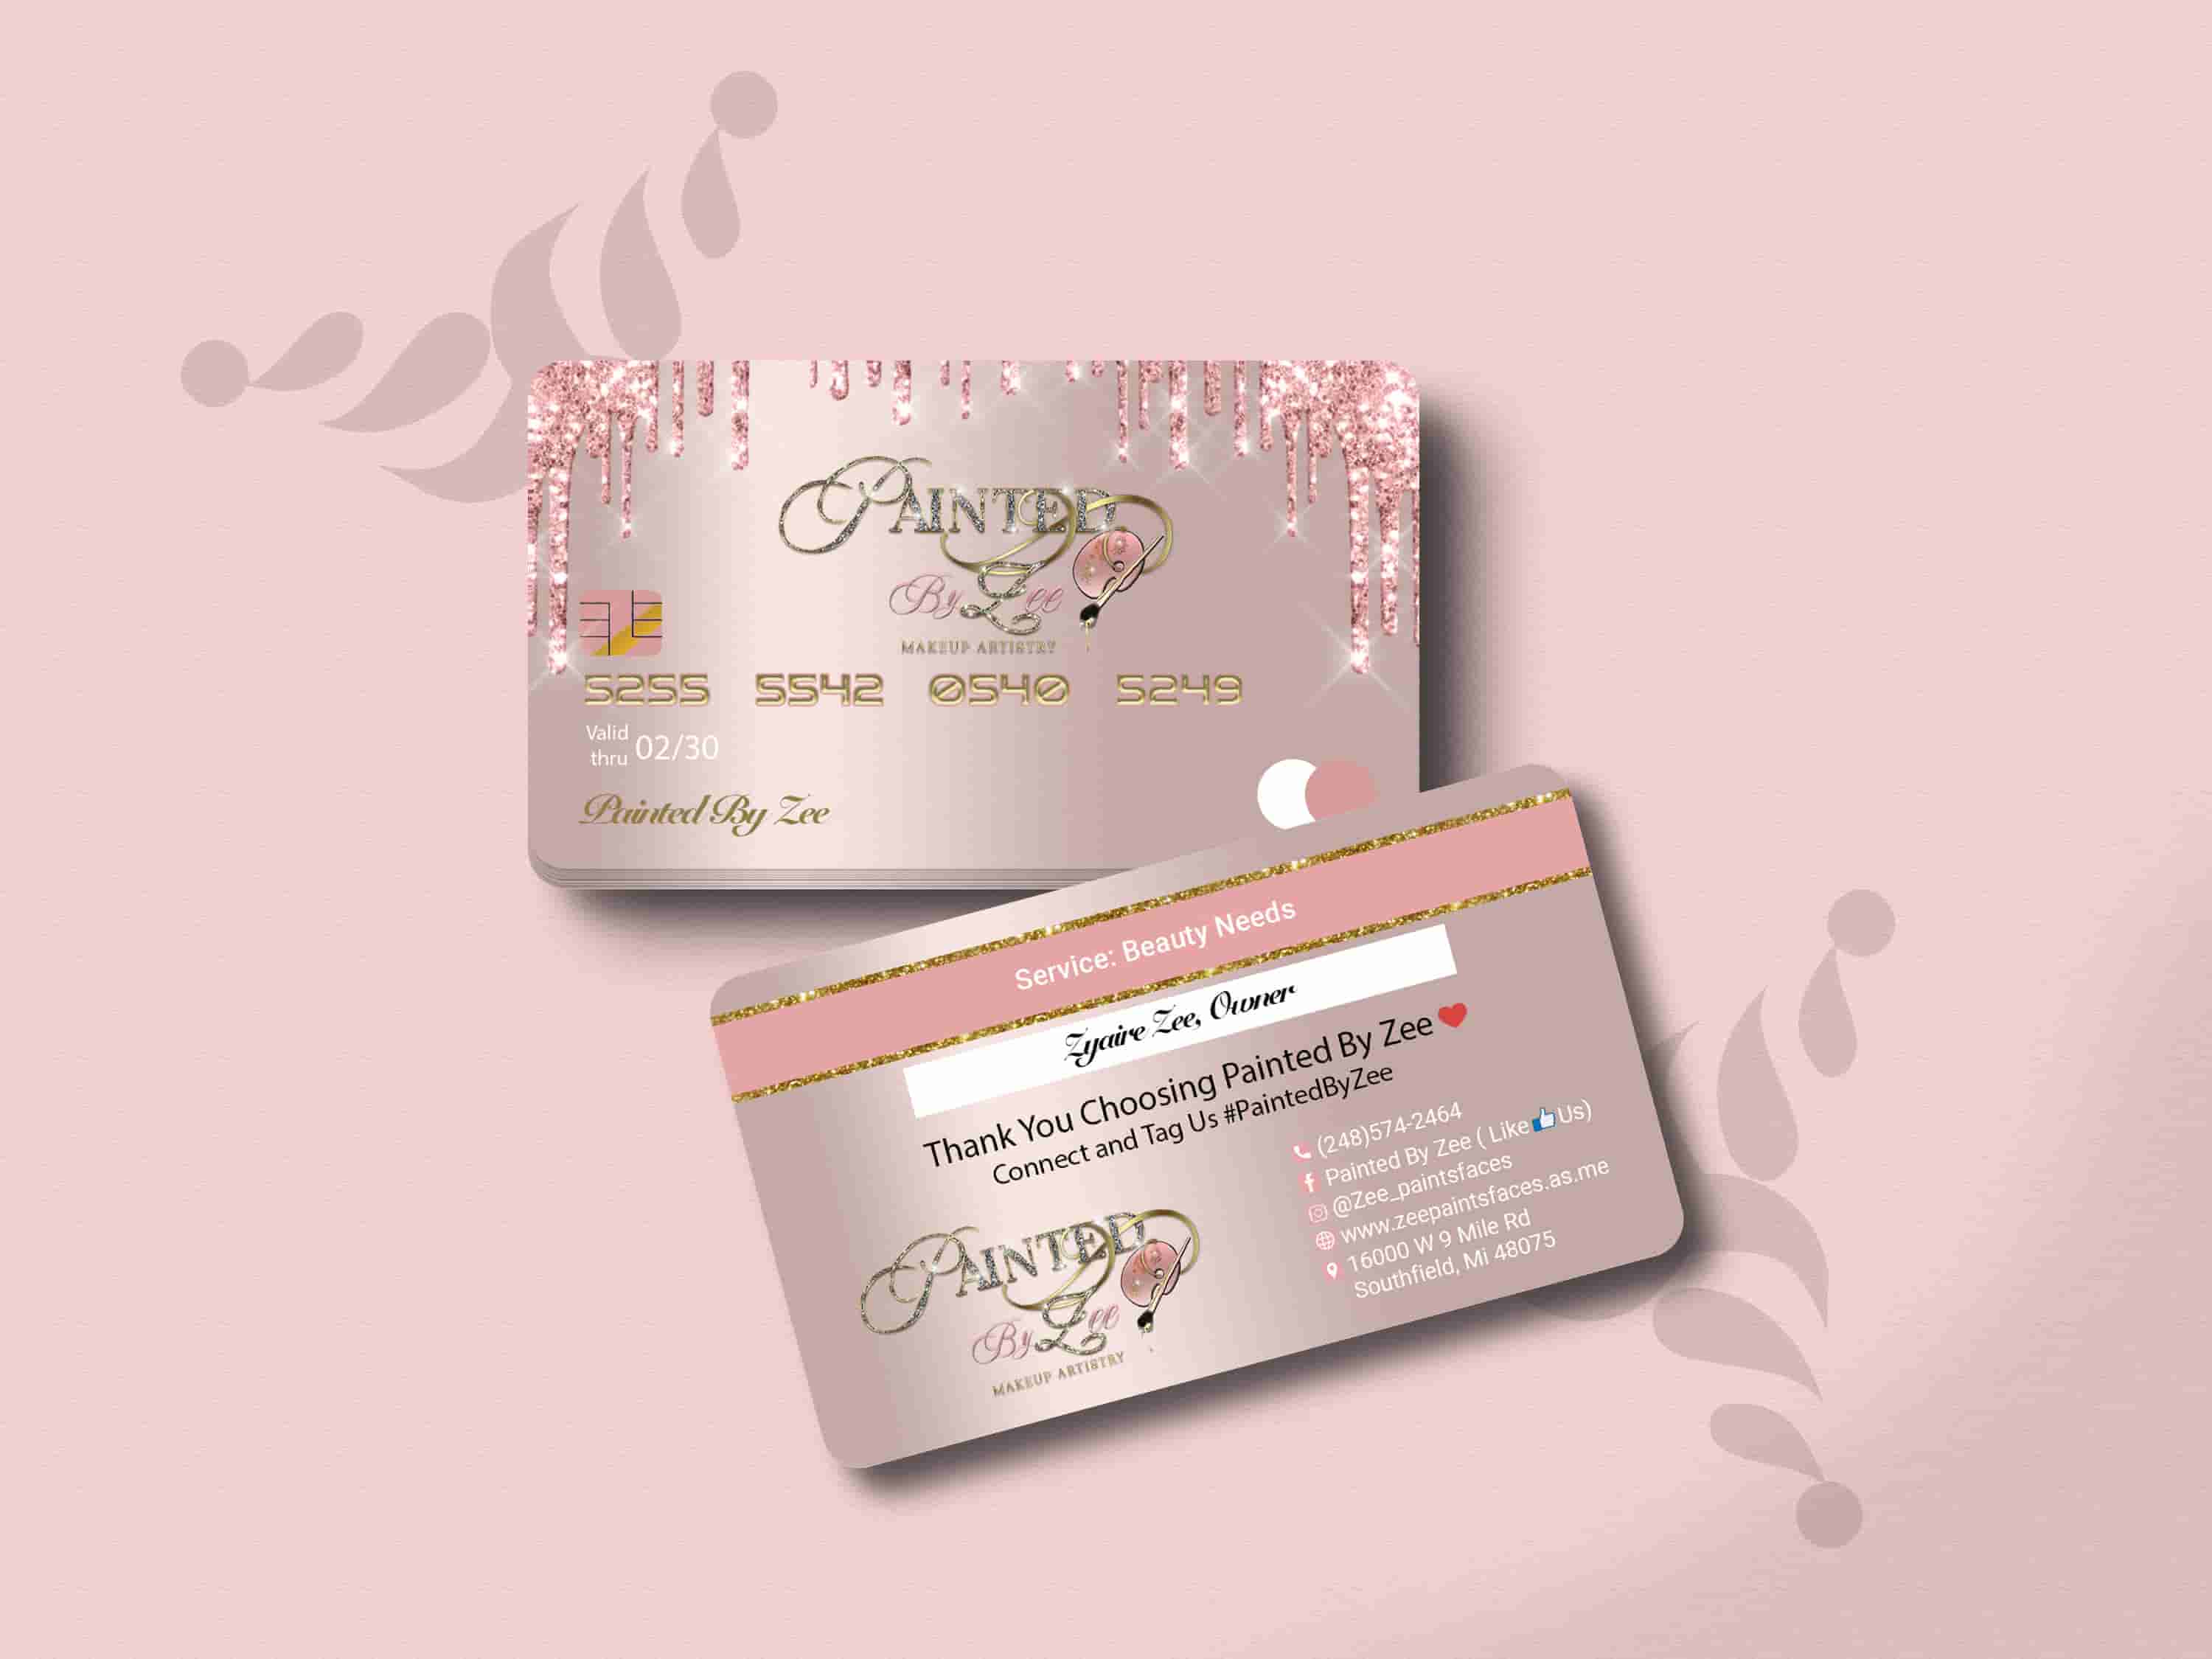 PAINTED
By Zee
MAKEUP ARTISTRY
5255 5542 0540 5249
Valid
thru 02/30
Painted By Zee
Service: Beauty Needs
Zyaire Zee, Owner
Thank You Choosing Painted By Zee ❤
Connect and Tag Us #PaintedByZee
(248)574-2464
Painted By Zee ( Like 👍 Us)
@Zee_paintsfaces
www.zeepaintsfaces.as.me
16000 W 9 Mile Rd
Southfield, Mi 48075
PAINTED
By Zee
MAKEUP ARTISTRY